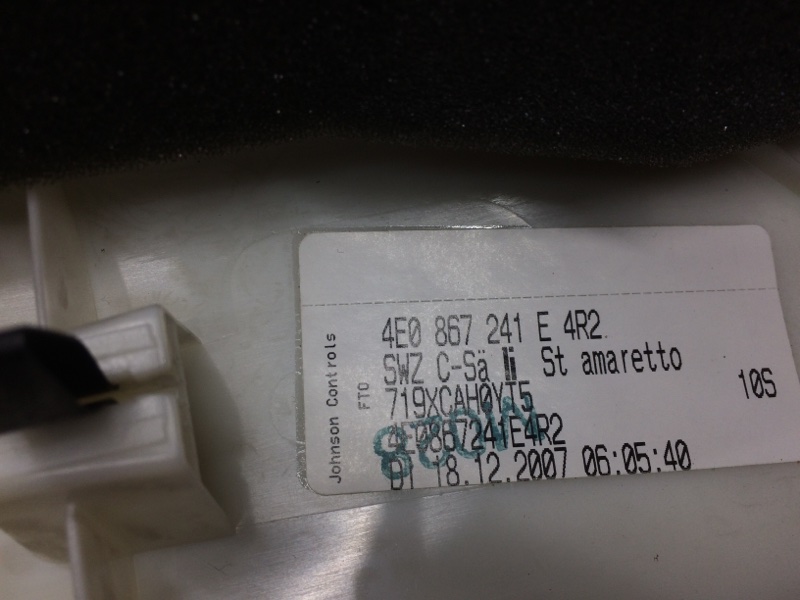 4E0 867 241 E 4R2
SWZ C-Sä li St amaretto
10S
719XCAH0YT5
4E0867241E4R2
DI 18.12.2007 06:05:40
Johnson Controls
FTO